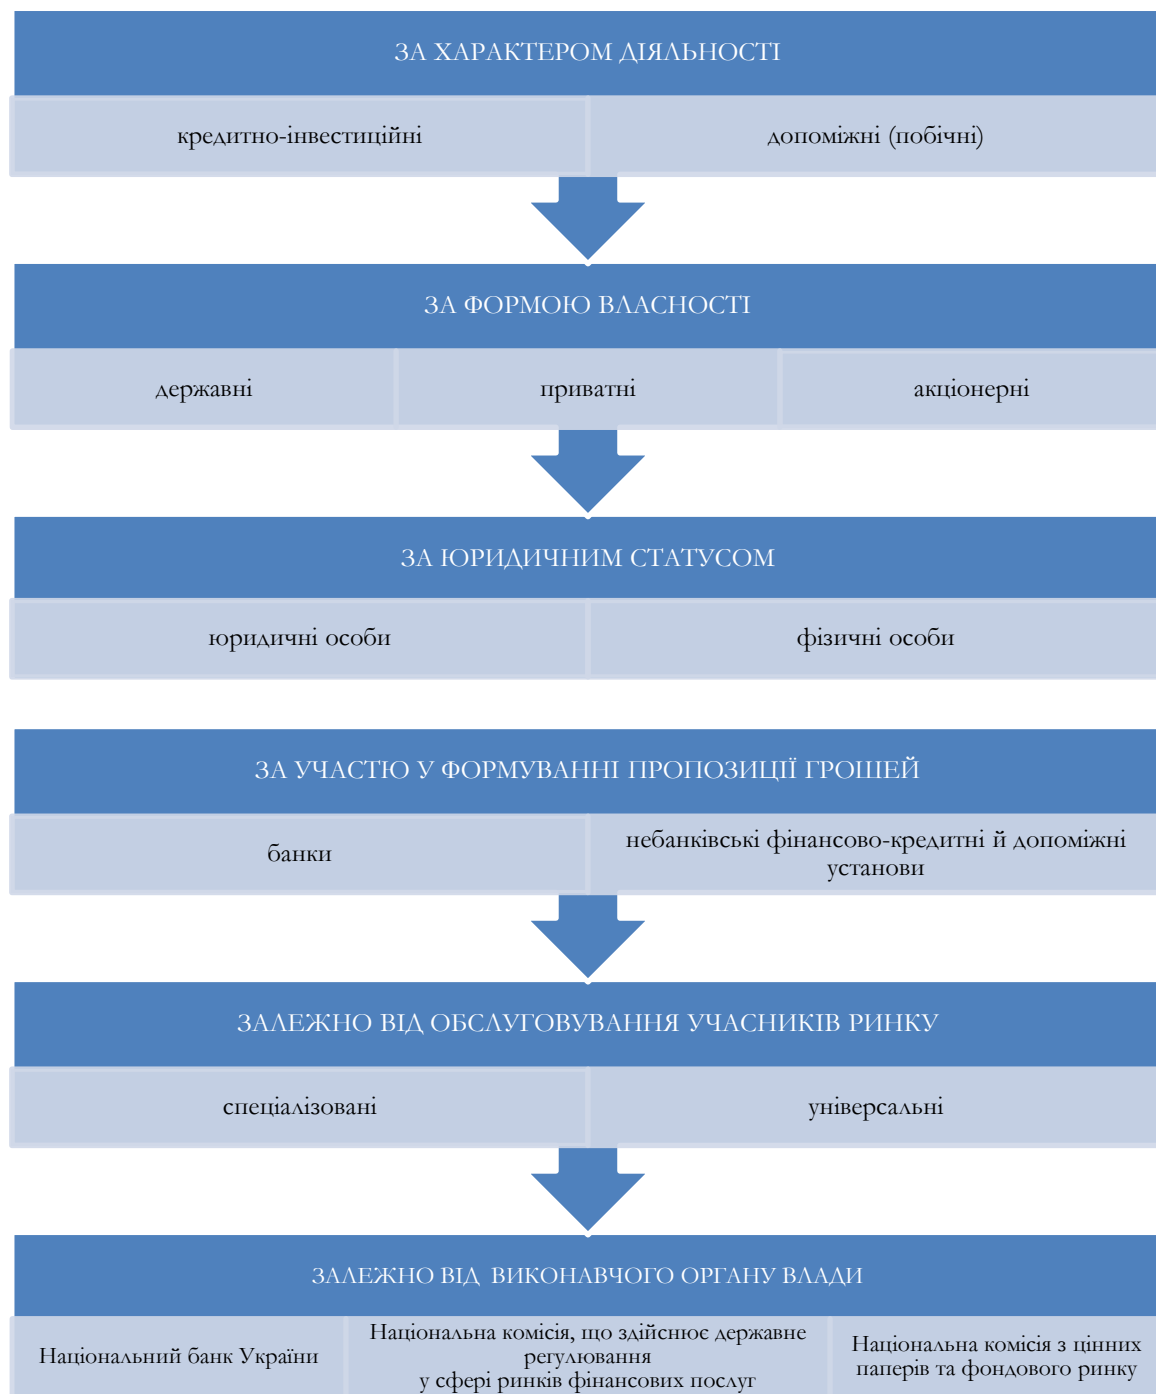 ЗА ХАРАКТЕРОМ ДІЯЛЬНОСТІ
кредитно-інвестиційні
допоміжні (побічні)
ЗА ФОРМОЮ ВЛАСНОСТІ
державні
приватні
акціонерні
ЗА ЮРИДИЧНИМ СТАТУСОМ
юридичні особи
фізичні особи
ЗА УЧАСТЮ У ФОРМУВАННІ ПРОПОЗИЦІЇ ГРОШЕЙ
банки
небанківські фінансово-кредитні й допоміжні
установи
ЗАЛЕЖНО ВІД ОБСЛУГОВУВАННЯ УЧАСНИКІВ РИНКУ
спеціалізовані
універсальні
ЗАЛЕЖНО ВІД ВИКОНАВЧОГО ОРГАНУ ВЛАДИ
Національний банк України
Національна комісія, що здійснює державне
регулювання
у сфері ринків фінансових послуг
Національна комісія з цінних
паперів та фондового ринку